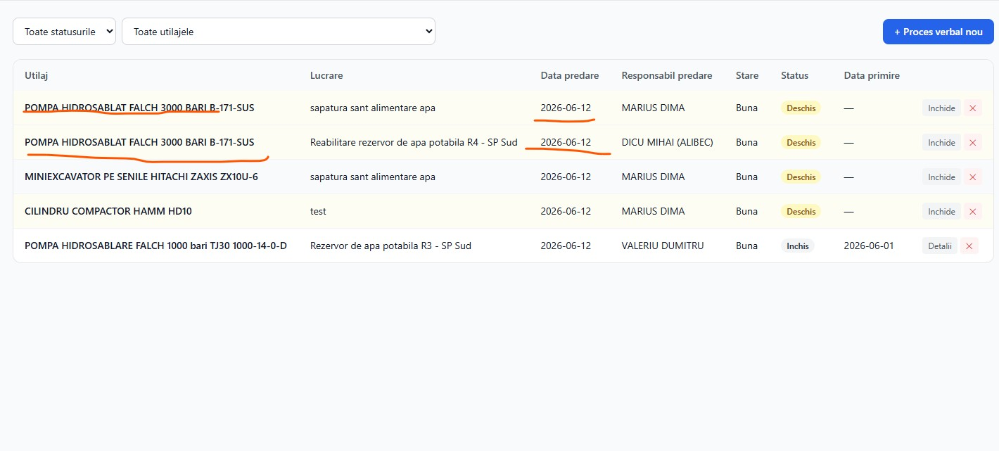 Toate statusurile Toate utilajele + Proces verbal nou
Utilaj Lucrare Data predare Responsabil predare Stare Status Data primire
POMPA HIDROSABLAT FALCH 3000 BARI B-171-SUS sapatura sant alimentare apa 2026-06-12 MARIUS DIMA Buna Deschis — Inchide ×
POMPA HIDROSABLAT FALCH 3000 BARI B-171-SUS Reabilitare rezervor de apa potabila R4 - SP Sud 2026-06-12 DICU MIHAI (ALIBEC) Buna Deschis — Inchide ×
MINIEXCAVATOR PE SENILE HITACHI ZAXIS ZX10U-6 sapatura sant alimentare apa 2026-06-12 MARIUS DIMA Buna Deschis — Inchide ×
CILINDRU COMPACTOR HAMM HD10 test 2026-06-12 MARIUS DIMA Buna Deschis — Inchide ×
POMPA HIDROSABLARE FALCH 1000 bari TJ30 1000-14-0-D Rezervor de apa potabila R3 - SP Sud 2026-06-12 VALERIU DUMITRU Buna Inchis 2026-06-01 Detalii ×